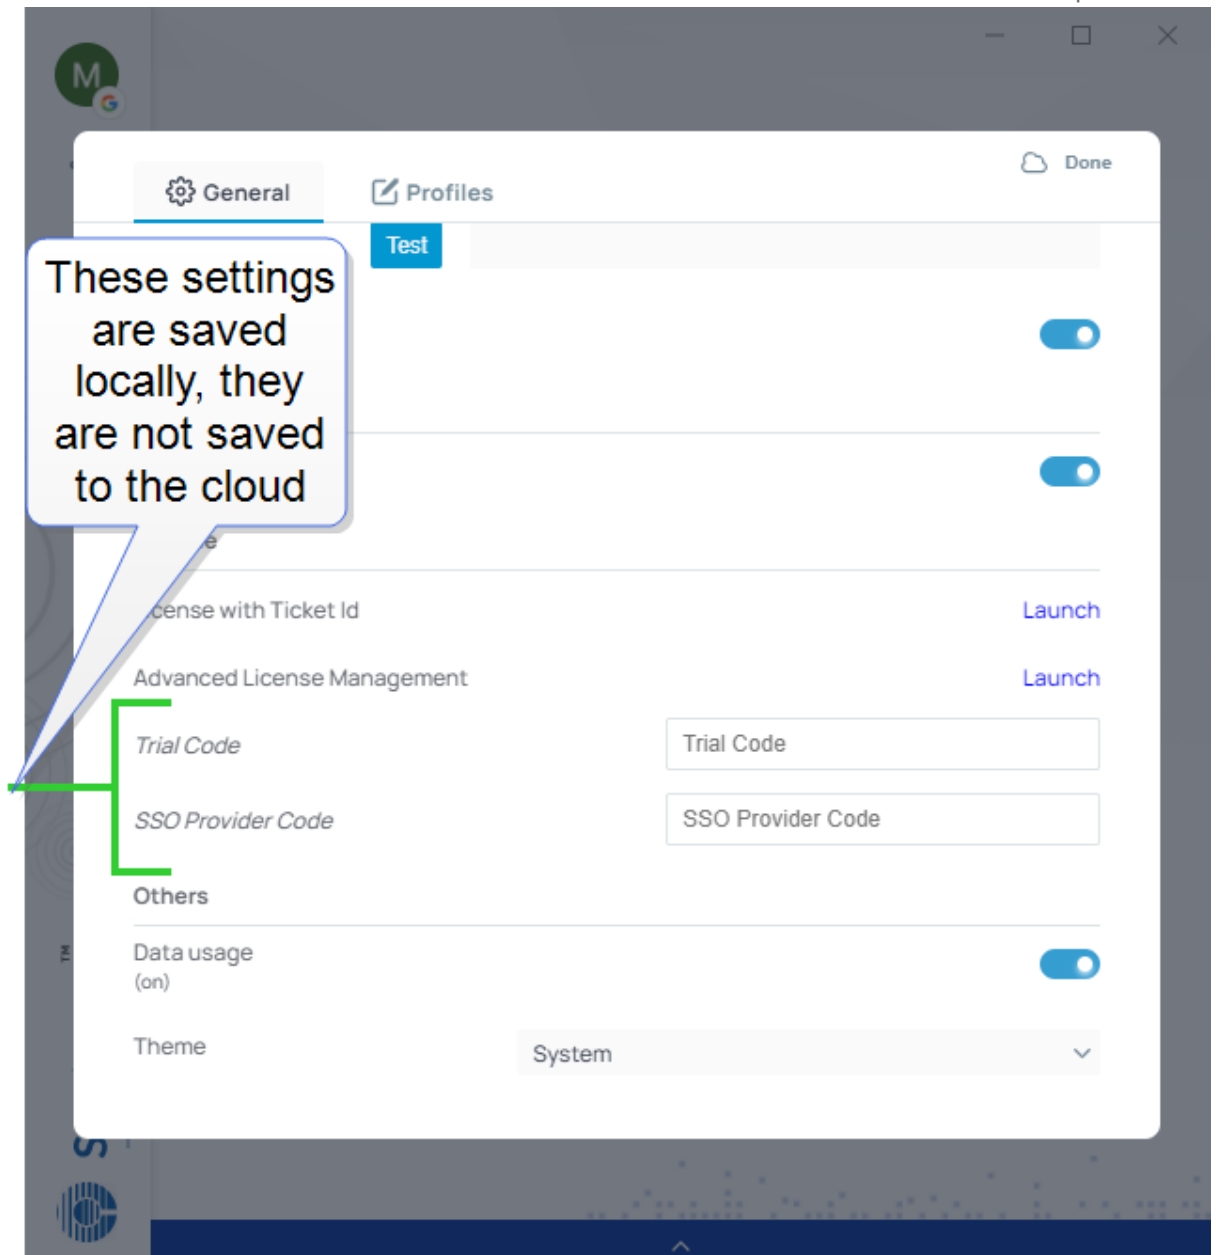 M
G
Done
General
Profiles
Test
These settings
are saved
locally, they
are not saved
to the cloud
with Ticket Id
Launch
Advanced License Management
Launch
Trial Code
Trial Code
SSO Provider Code
SSO Provider Code
Others
Data usage
(on)
Theme
System
TM
S